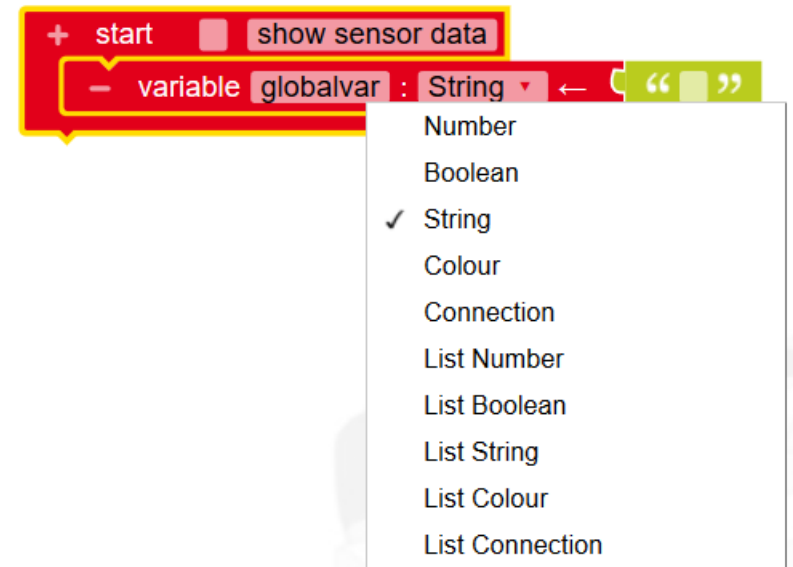 + start show sensor data
− variable globalvar : String ▾ ← “ ”
Number
Boolean
✓ String
Colour
Connection
List Number
List Boolean
List String
List Colour
List Connection